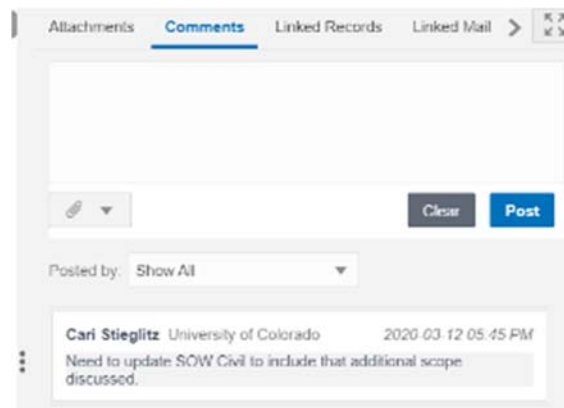 Attachments Comments Linked Records Linked Mail
Clear Post
Posted by: Show All
Cari Stieglitz University of Colorado 2020-03-12 05:45 PM
Need to update SOW Civil to include that additional scope
discussed.